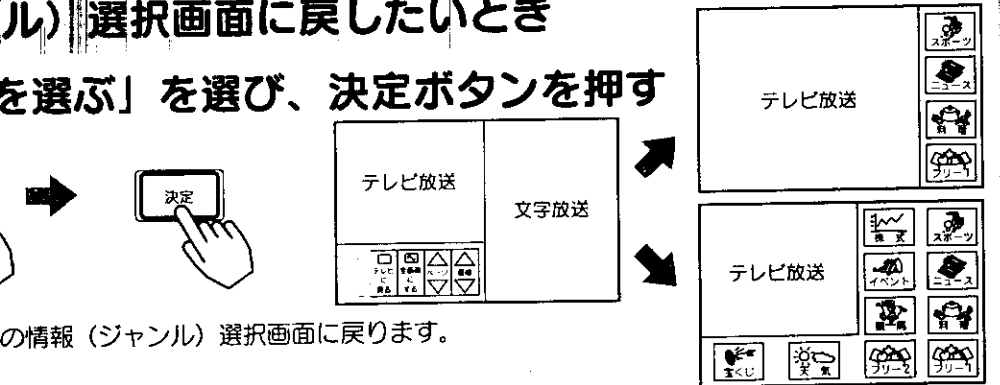 ル) 選択画面に戻したいとき
を選ぶ」を選び、決定ボタンを押す
決定
テレビ放送
文字放送
テレビ
に
戻る
全画面
に
する
ページ
テレビ放送
スポーツ
ニュース
料理
フリー1
テレビ放送
株式
スポーツ
イベント
ニュース
競馬
料理
宝くじ
天気
フリー2
フリー1
の情報(ジャンル)選択画面に戻ります。